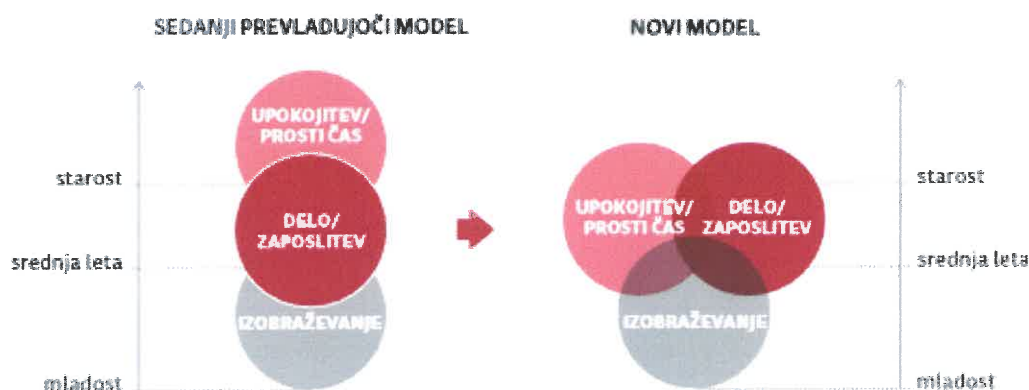 SEDANJI PREVLADUJOČI MODEL
NOVI MODEL
UPOKOJITEV/
PROSTI ČAS
starost
DELO/
ZAPOSLITEV
srednja leta
IZOBRAŽEVANJE
mladost
UPOKOJITEV/
PROSTI ČAS
DELO/
ZAPOSLITEV
IZOBRAŽEVANJE
starost
srednja leta
mladost